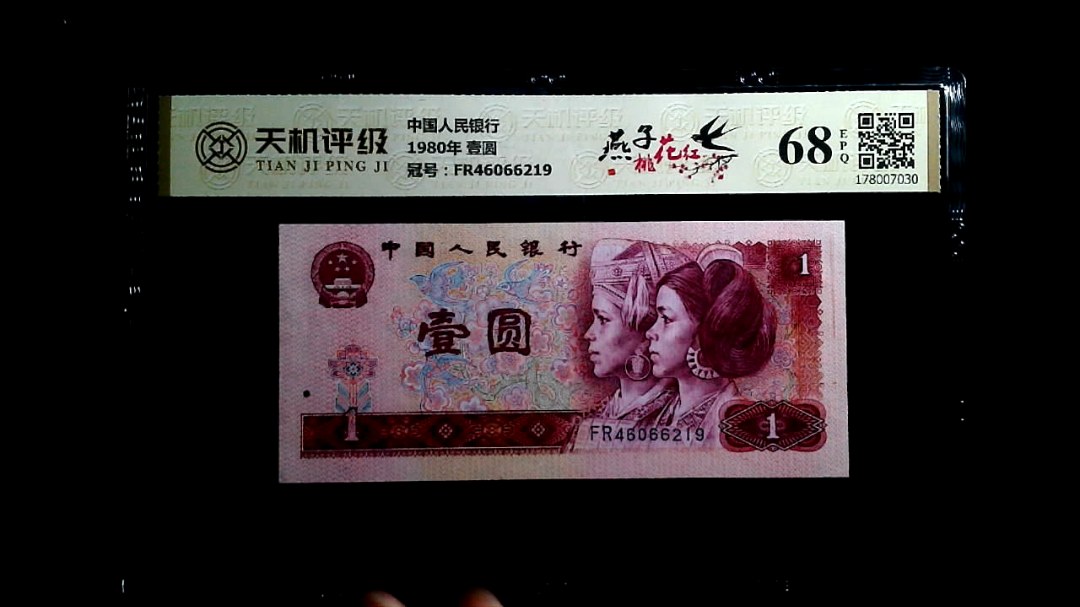 天机评级
TIAN JI PING JI
中国人民银行
1980年 壹圆
冠号：FR46066219
燕子
桃花红
68
EPQ
178007030
中国人民银行
1
壹圆
1
FR46066219
1